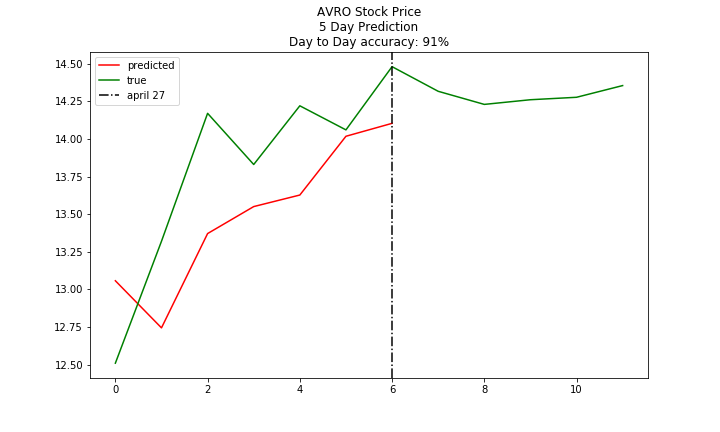 AVRO Stock Price
5 Day Prediction
Day to Day accuracy: 91%
predicted
true
april 27
14.50
14.25
14.00
13.75
13.50
13.25
13.00
12.75
12.50
0 2 4 6 8 10